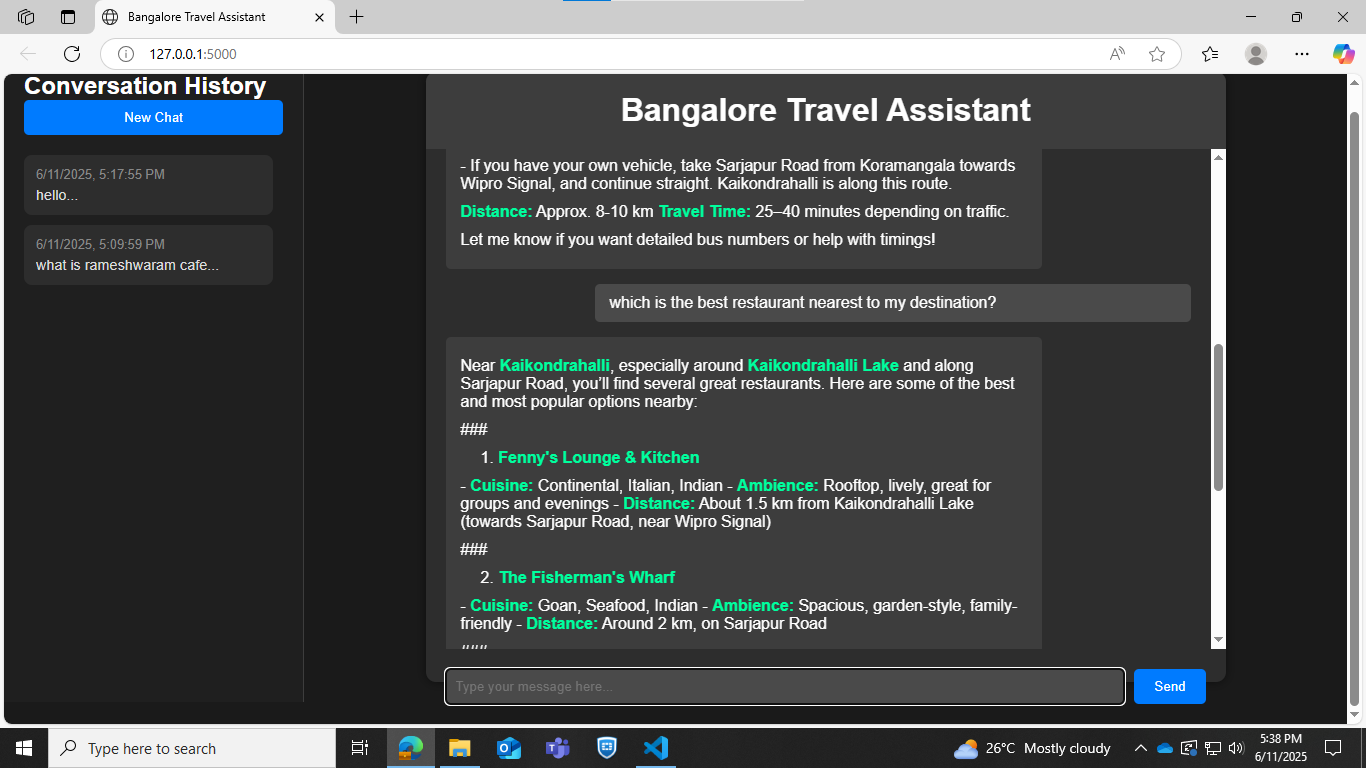 Bangalore Travel Assistant
127.0.0.1:5000
Conversation History
New Chat
6/11/2025, 5:17:55 PM
hello...
6/11/2025, 5:09:59 PM
what is rameshwaram cafe...
Bangalore Travel Assistant
- If you have your own vehicle, take Sarjapur Road from Koramangala towards
Wipro Signal, and continue straight. Kaikondrahalli is along this route.
Distance: Approx. 8-10 km Travel Time: 25–40 minutes depending on traffic.
Let me know if you want detailed bus numbers or help with timings!
which is the best restaurant nearest to my destination?
Near Kaikondrahalli, especially around Kaikondrahalli Lake and along
Sarjapur Road, you'll find several great restaurants. Here are some of the best
and most popular options nearby:
###
1. Fenny's Lounge & Kitchen
- Cuisine: Continental, Italian, Indian - Ambience: Rooftop, lively, great for
groups and evenings - Distance: About 1.5 km from Kaikondrahalli Lake
(towards Sarjapur Road, near Wipro Signal)
###
2. The Fisherman's Wharf
- Cuisine: Goan, Seafood, Indian - Ambience: Spacious, garden-style, family-
friendly - Distance: Around 2 km, on Sarjapur Road
###
Type your message here...
Send
Type here to search
26°C Mostly cloudy
5:38 PM
6/11/2025